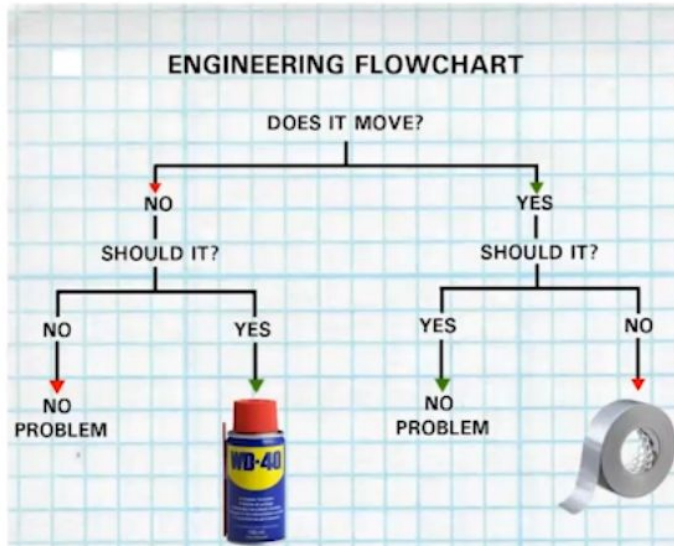 ENGINEERING FLOWCHART
DOES IT MOVE?
NO
YES
SHOULD IT?
SHOULD IT?
NO
YES
YES
NO
NO
PROBLEM
NO
PROBLEM
WD-40